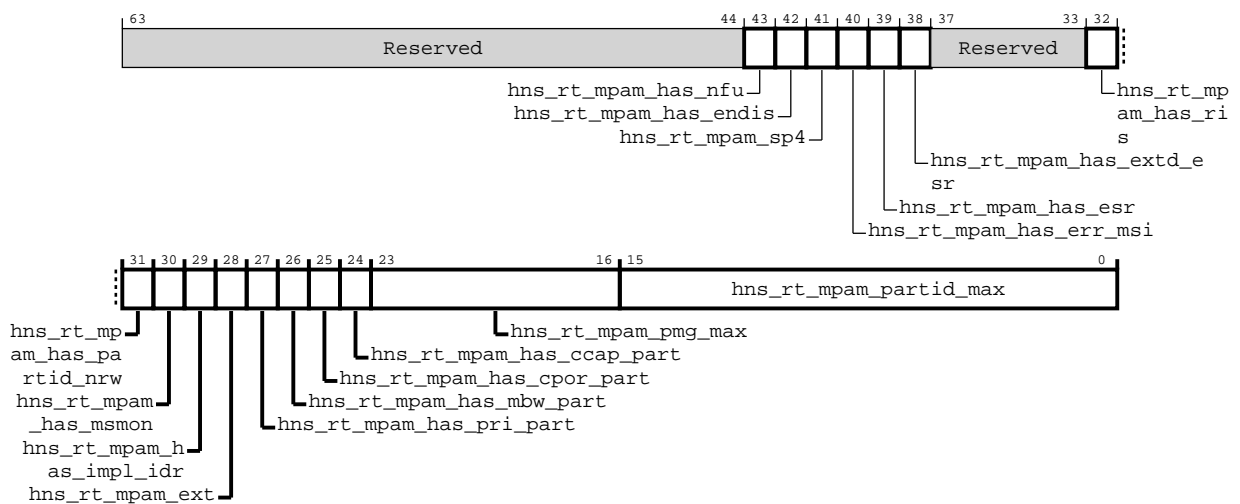 63 44 43 42 41 40 39 38 37 33 32
Reserved Reserved
hns_rt_mpam_has_nfu
hns_rt_mp
am_has_ri
s
hns_rt_mpam_has_endis
hns_rt_mpam_sp4
hns_rt_mpam_has_extd_e
sr
hns_rt_mpam_has_esr
hns_rt_mpam_has_err_msi
31 30 29 28 27 26 25 24 23 16 15 0
hns_rt_mpam_partid_max
hns_rt_mp
am_has_pa
rtid_nrw
hns_rt_mpam_pmg_max
hns_rt_mpam_has_ccap_part
hns_rt_mpam_has_cpor_part
hns_rt_mpam
_has_msmon
hns_rt_mpam_has_mbw_part
hns_rt_mpam_has_pri_part
hns_rt_mpam_h
as_impl_idr
hns_rt_mpam_ext